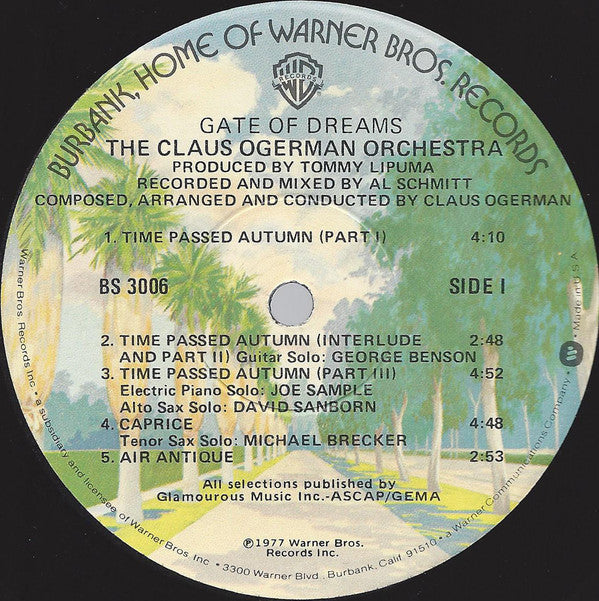 BURBANK, HOME OF WARNER BROS. RECORDS
RECORDS
GATE OF DREAMS
THE CLAUS OGERMAN ORCHESTRA
PRODUCED BY TOMMY LIPUMA
RECORDED AND MIXED BY AL SCHMITT
COMPOSED, ARRANGED AND CONDUCTED BY CLAUS OGERMAN
1. TIME PASSED AUTUMN (PART I) 4:10
BS 3006 SIDE I
2. TIME PASSED AUTUMN (INTERLUDE 2:48
AND PART II) Guitar Solo: GEORGE BENSON
3. TIME PASSED AUTUMN (PART III) 4:52
Electric Piano Solo: JOE SAMPLE
Alto Sax Solo: DAVID SANBORN
4. CAPRICE 4:48
Tenor Sax Solo: MICHAEL BRECKER
5. AIR ANTIQUE 2:53
All selections published by
Glamourous Music Inc.-ASCAP/GEMA
℗1977 Warner Bros.
Records Inc.
Warner Bros. Records Inc. • a subsidiary and licensee of Warner Bros. Inc. • 3300 Warner Blvd., Burbank, Calif. 91510 • a Warner Communications Company • Made in U.S.A.